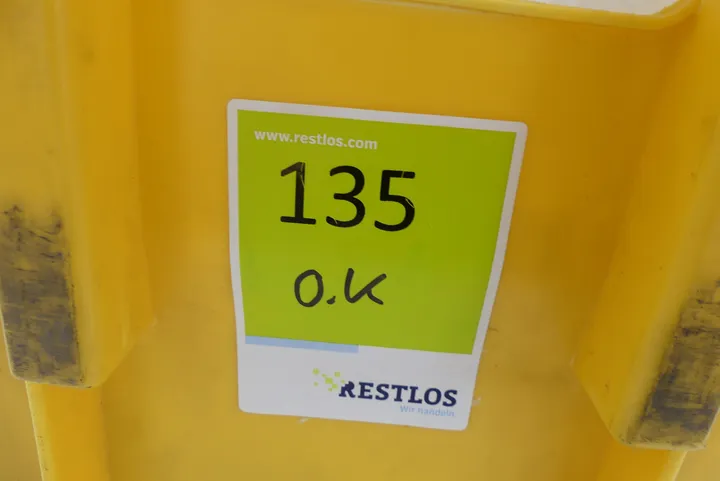 www.restlos.com
135
O.K
RESTLOS
Wir handeln.